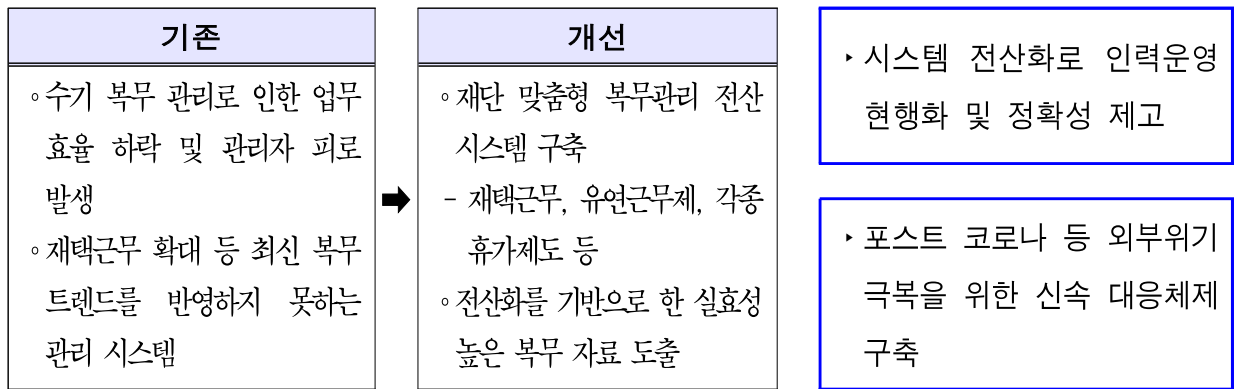 기존
◦수기 복무 관리로 인한 업무
효율 하락 및 관리자 피로
발생
◦재택근무 확대 등 최신 복무
트렌드를 반영하지 못하는
관리 시스템
➡
개선
◦재단 맞춤형 복무관리 전산
시스템 구축
- 재택근무, 유연근무제, 각종
휴가제도 등
◦전산화를 기반으로 한 실효성
높은 복무 자료 도출
‣시스템 전산화로 인력운영
현행화 및 정확성 제고
‣포스트 코로나 등 외부위기
극복을 위한 신속 대응체제
구축